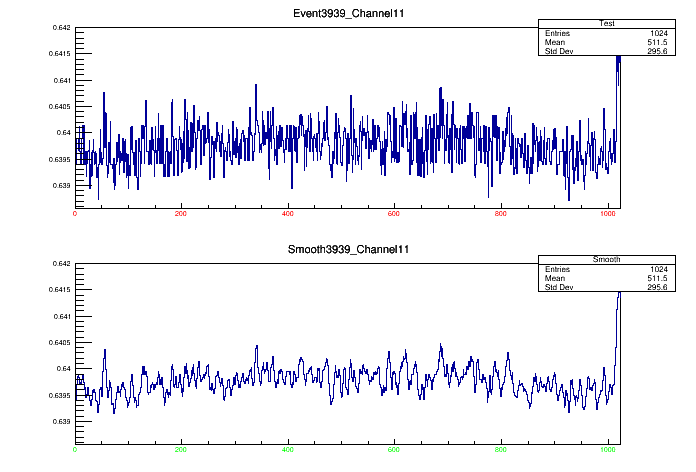 Event3939_Channel11
Test
Entries 1024
Mean 511.5
Std Dev 295.6
0.642
0.6415
0.641
0.6405
0.64
0.6395
0.639
0 200 400 600 800 1000
Smooth3939_Channel11
Smooth
Entries 1024
Mean 511.5
Std Dev 295.6
0.642
0.6415
0.641
0.6405
0.64
0.6395
0.639
0 200 400 600 800 1000